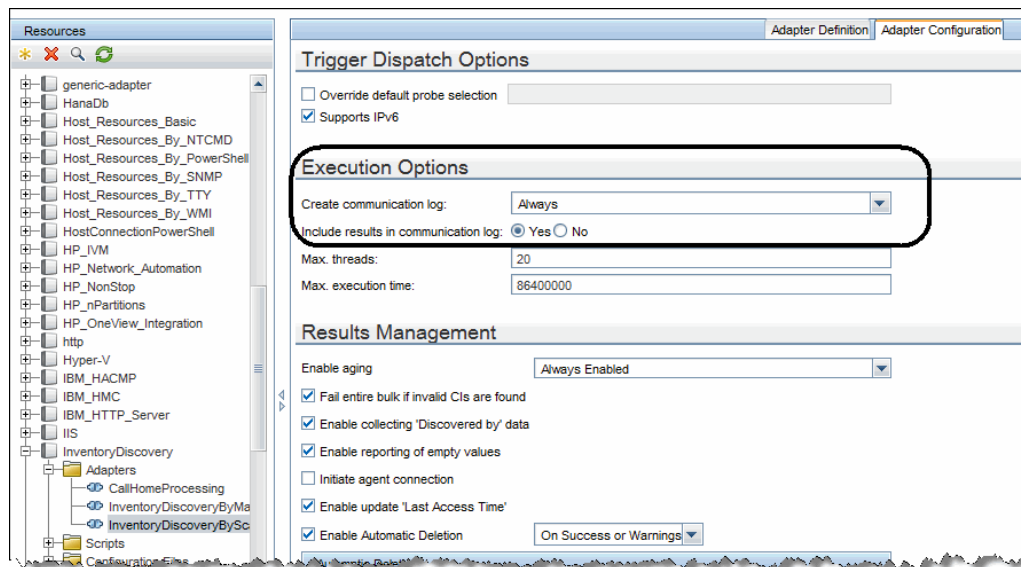 Resources
generic-adapter
HanaDb
Host_Resources_Basic
Host_Resources_By_NTCMD
Host_Resources_By_PowerShell
Host_Resources_By_SNMP
Host_Resources_By_TTY
Host_Resources_By_WMI
HostConnectionPowerShell
HP_IVM
HP_Network_Automation
HP_NonStop
HP_nPartitions
HP_OneView_Integration
http
Hyper-V
IBM_HACMP
IBM_HMC
IBM_HTTP_Server
IIS
InventoryDiscovery
Adapters
CallHomeProcessing
InventoryDiscoveryByMa
InventoryDiscoveryBySc
Scripts
Adapter Definition Adapter Configuration
Trigger Dispatch Options
Override default probe selection
Supports IPv6
Execution Options
Create communication log: Always
Include results in communication log: Yes No
Max. threads: 20
Max. execution time: 86400000
Results Management
Enable aging Always Enabled
Fail entire bulk if invalid CIs are found
Enable collecting 'Discovered by' data
Enable reporting of empty values
Initiate agent connection
Enable update 'Last Access Time'
Enable Automatic Deletion On Success or Warnings